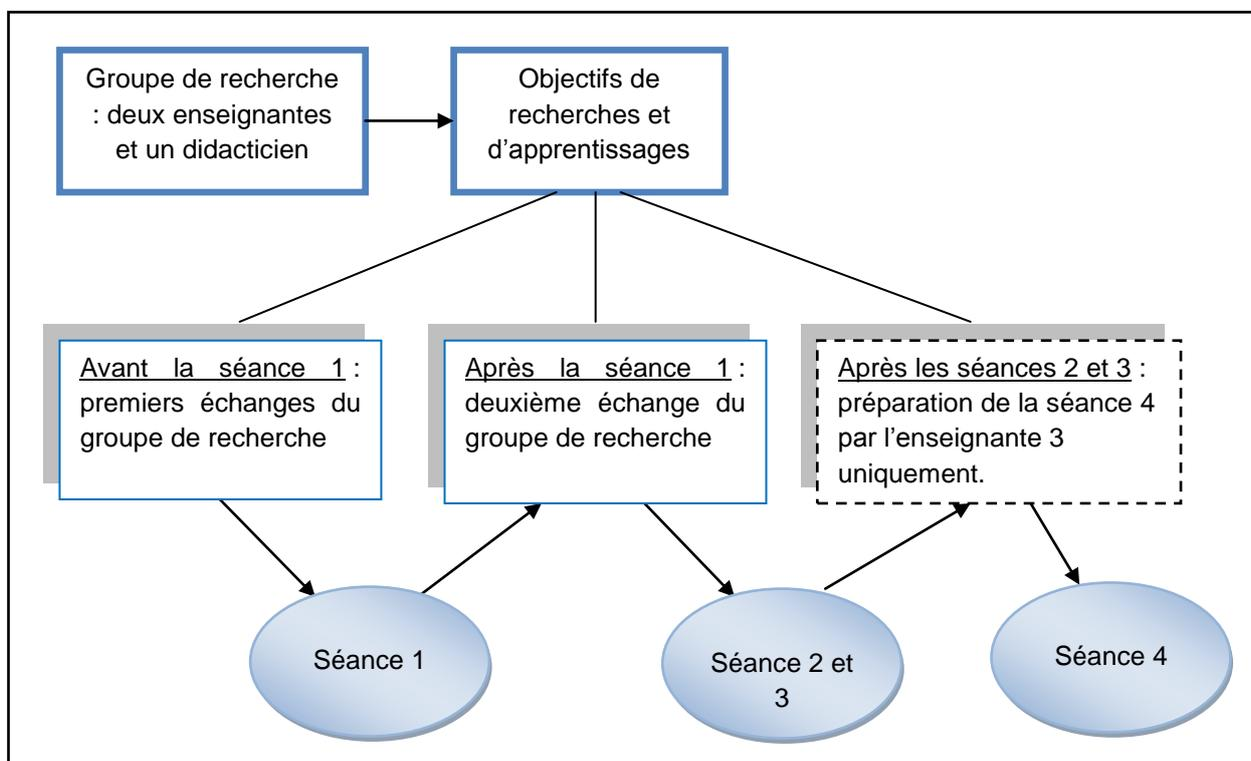 Groupe de recherche
: deux enseignantes
et un didacticien
Objectifs de
recherches et
d’apprentissages
Avant la séance 1 :
premiers échanges du
groupe de recherche
Après la séance 1 :
deuxième échange du
groupe de recherche
Après les séances 2 et 3 :
préparation de la séance 4
par l’enseignante 3
uniquement.
Séance 1
Séance 2 et
3
Séance 4